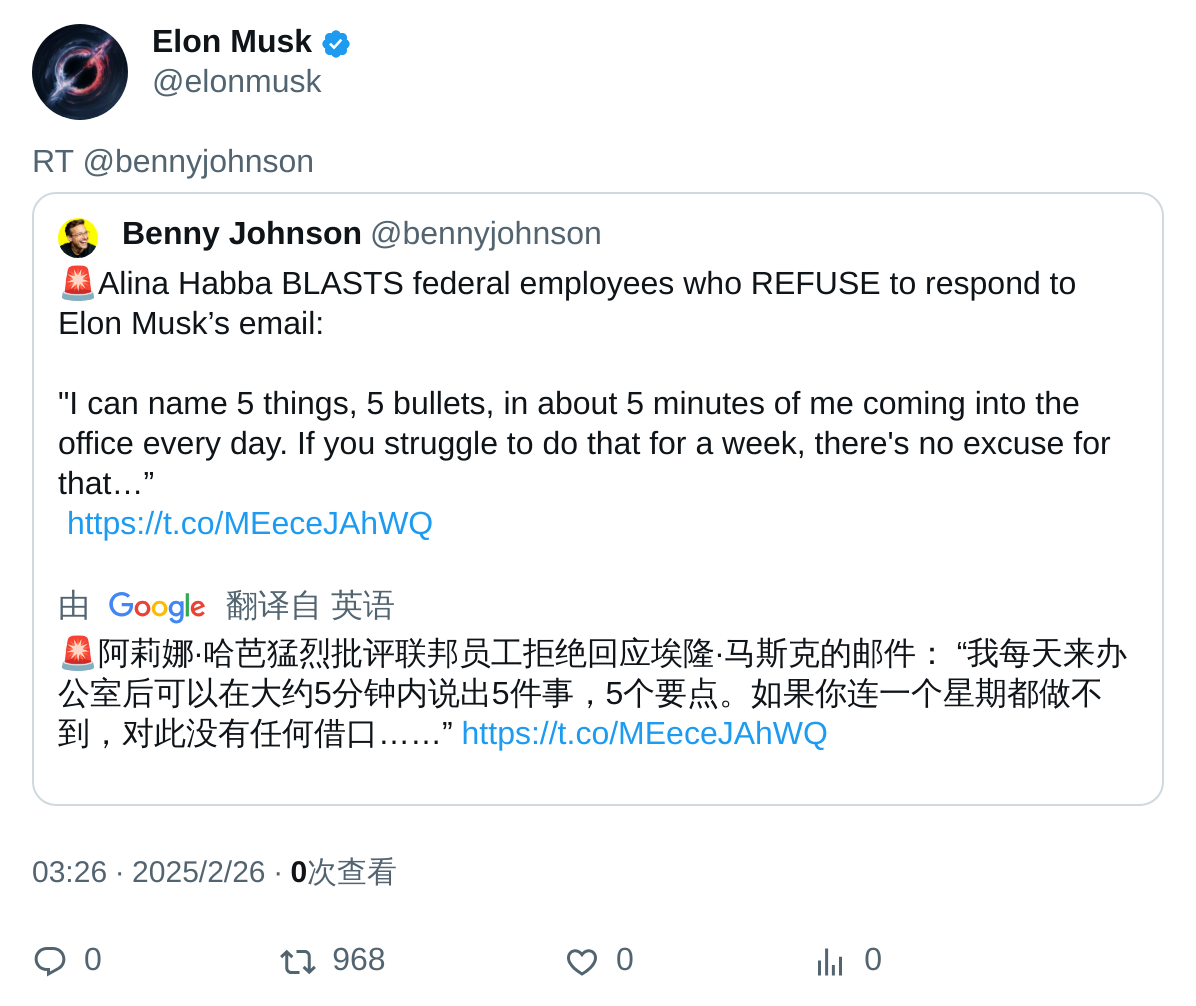 Elon Musk
@elonmusk
RT @bennyjohnson
Benny Johnson @bennyjohnson
🚨Alina Habba BLASTS federal employees who REFUSE to respond to
Elon Musk’s email:
"I can name 5 things, 5 bullets, in about 5 minutes of me coming into the
office every day. If you struggle to do that for a week, there's no excuse for
that…”
https://t.co/MEeceJAhWQ
由 Google 翻译自 英语
🚨阿莉娜·哈芭猛烈批评联邦员工拒绝回应埃隆·马斯克的邮件： “我每天来办
公室后可以在大约5分钟内说出5件事，5个要点。如果你连一个星期都做不
到，对此没有任何借口……” https://t.co/MEeceJAhWQ
03:26 · 2025/2/26 · 0次查看
0 968 0 0